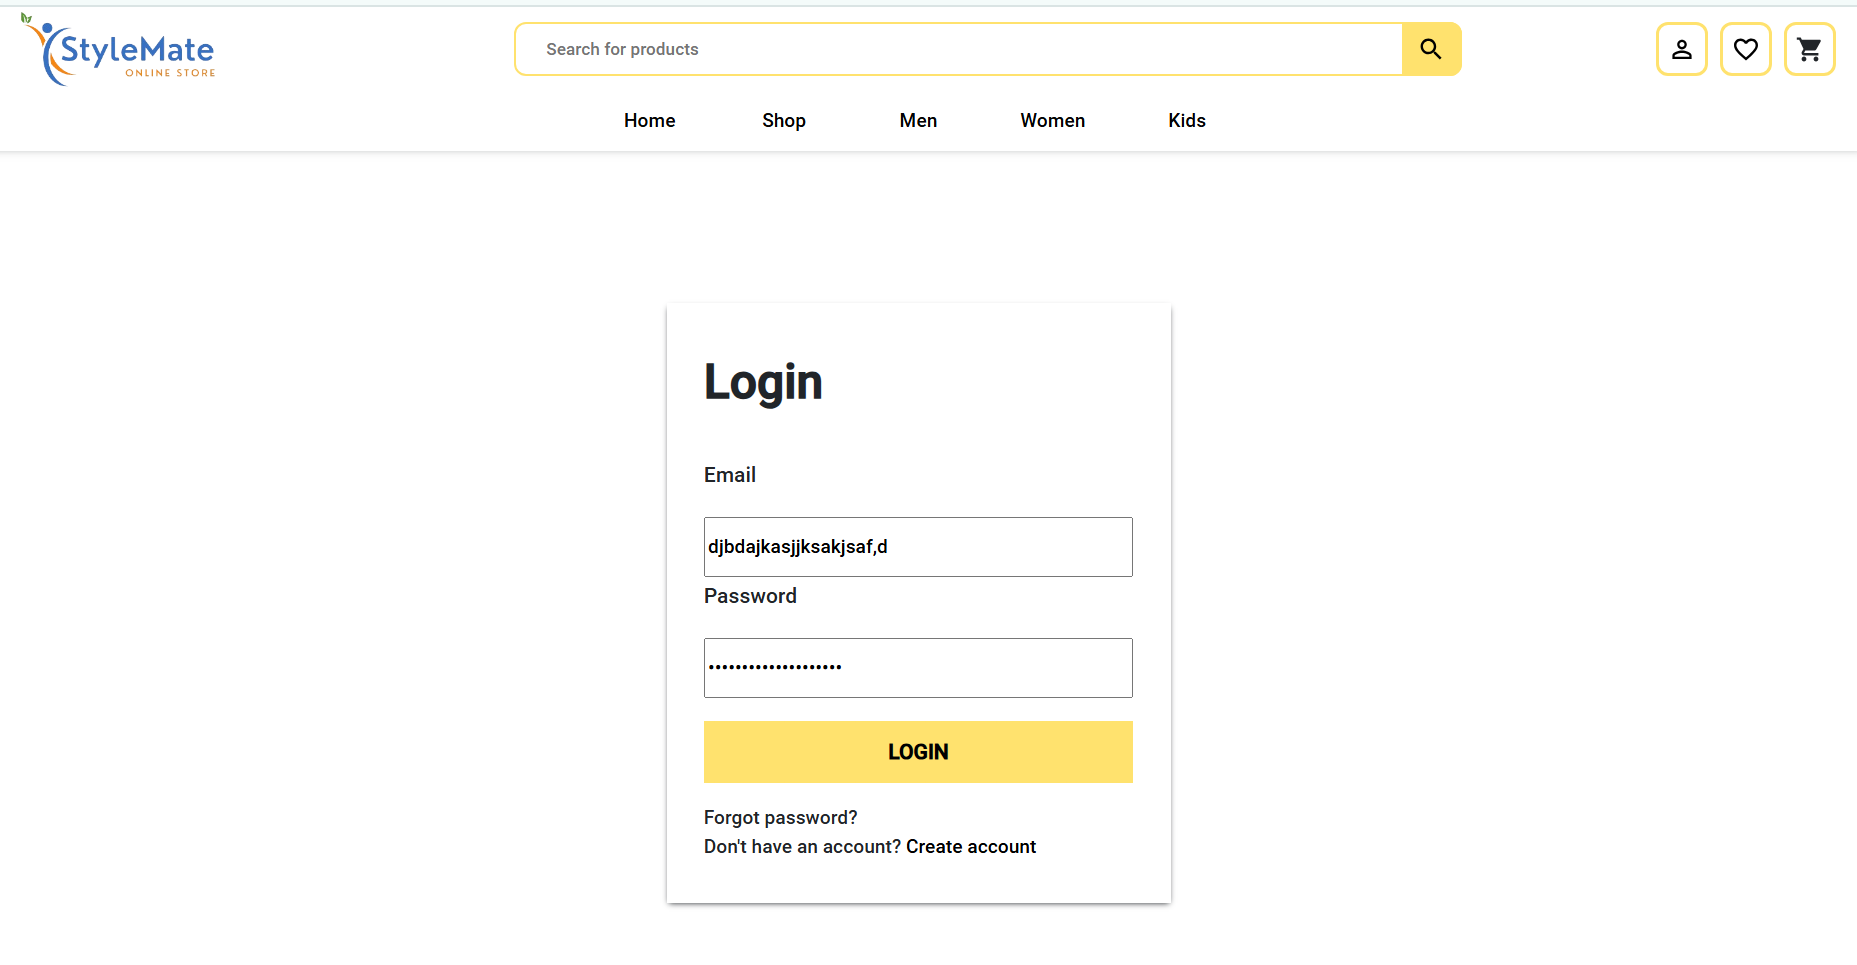 StyleMate
ONLINE STORE
Search for products
Home Shop Men Women Kids
Login
Email
djbdajkasjjksakjsaf,d
Password
••••••••••••••••••••
LOGIN
Forgot password?
Don't have an account? Create account